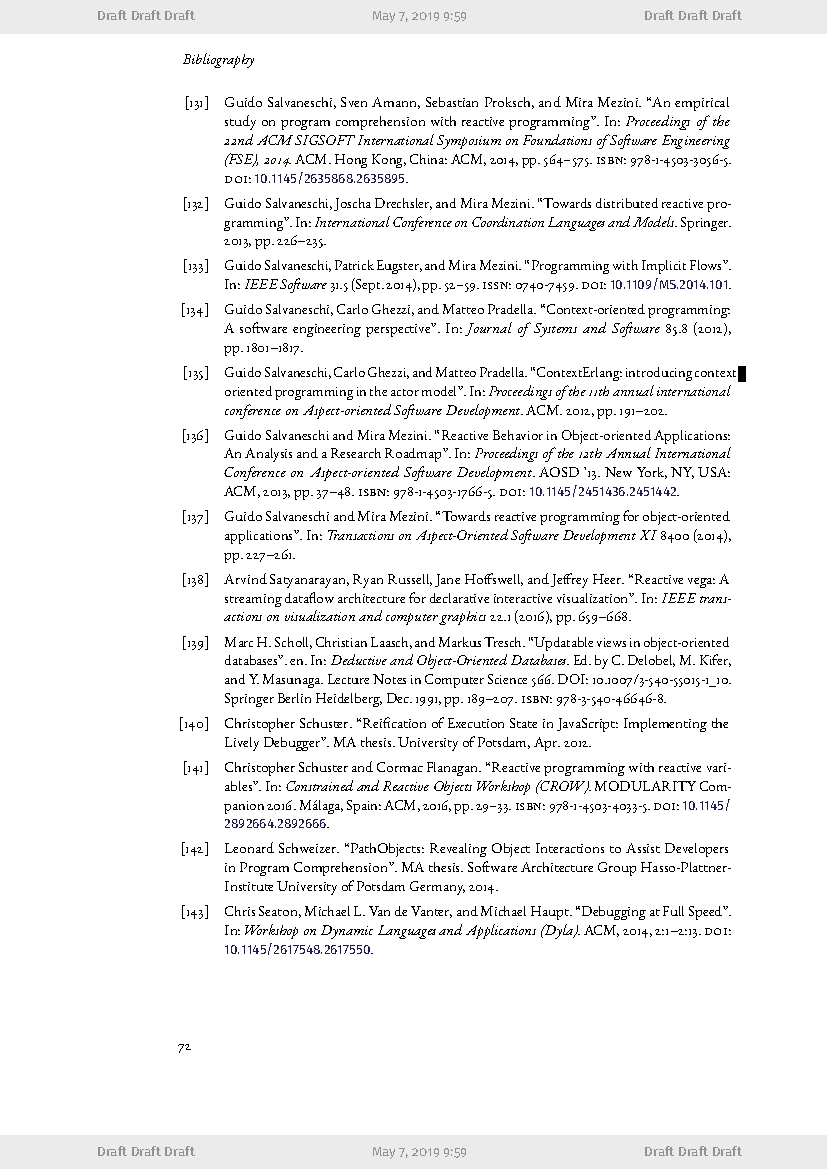 Draft Draft Draft May 7, 2019 9:59 Draft Draft Draft
Bibliography
[131] Guido Salvaneschi, Sven Amann, Sebastian Proksch, and Mira Mezini. “An empirical
study on program comprehension with reactive programming”. In: Proceedings of the
22nd ACM SIGSOFT International Symposium on Foundations of Software Engineering
(FSE), 2014. ACM. Hong Kong, China: ACM, 2014, pp. 564–575. ISBN: 978-1-4503-3056-5.
DOI: 10.1145/2635868.2635895.
[132] Guido Salvaneschi, Joscha Drechsler, and Mira Mezini. “Towards distributed reactive pro-
gramming”. In: International Conference on Coordination Languages and Models. Springer.
2013, pp. 226–235.
[133] Guido Salvaneschi, Patrick Eugster, and Mira Mezini. “Programming with Implicit Flows”.
In: IEEE Software 31.5 (Sept. 2014), pp. 52–59. ISSN: 0740-7459. DOI: 10.1109/MS.2014.101.
[134] Guido Salvaneschi, Carlo Ghezzi, and Matteo Pradella. “Context-oriented programming:
A software engineering perspective”. In: Journal of Systems and Software 85.8 (2012),
pp. 1801–1817.
[135] Guido Salvaneschi, Carlo Ghezzi, and Matteo Pradella. “ContextErlang: introducing context
oriented programming in the actor model”. In: Proceedings of the 11th annual international
conference on Aspect-oriented Software Development. ACM. 2012, pp. 191–202.
[136] Guido Salvaneschi and Mira Mezini. “Reactive Behavior in Object-oriented Applications:
An Analysis and a Research Roadmap”. In: Proceedings of the 12th Annual International
Conference on Aspect-oriented Software Development. AOSD ’13. New York, NY, USA:
ACM, 2013, pp. 37–48. ISBN: 978-1-4503-1766-5. DOI: 10.1145/2451436.2451442.
[137] Guido Salvaneschi and Mira Mezini. “Towards reactive programming for object-oriented
applications”. In: Transactions on Aspect-Oriented Software Development XI 8400 (2014),
pp. 227–261.
[138] Arvind Satyanarayan, Ryan Russell, Jane Hoffswell, and Jeffrey Heer. “Reactive vega: A
streaming dataflow architecture for declarative interactive visualization”. In: IEEE trans-
actions on visualization and computer graphics 22.1 (2016), pp. 659–668.
[139] Marc H. Scholl, Christian Laasch, and Markus Tresch. “Updatable views in object-oriented
databases”. en. In: Deductive and Object-Oriented Databases. Ed. by C. Delobel, M. Kifer,
and Y. Masunaga. Lecture Notes in Computer Science 566. DOI: 10.1007/3-540-55015-1_10.
Springer Berlin Heidelberg, Dec. 1991, pp. 189–207. ISBN: 978-3-540-46646-8.
[140] Christopher Schuster. “Reification of Execution State in JavaScript: Implementing the
Lively Debugger”. MA thesis. University of Potsdam, Apr. 2012.
[141] Christopher Schuster and Cormac Flanagan. “Reactive programming with reactive vari-
ables”. In: Constrained and Reactive Objects Workshop (CROW). MODULARITY Com-
panion 2016. Málaga, Spain: ACM, 2016, pp. 29–33. ISBN: 978-1-4503-4033-5. DOI: 10.1145/
2892664.2892666.
[142] Leonard Schweizer. “PathObjects: Revealing Object Interactions to Assist Developers
in Program Comprehension”. MA thesis. Software Architecture Group Hasso-Plattner-
Institute University of Potsdam Germany, 2014.
[143] Chris Seaton, Michael L. Van de Vanter, and Michael Haupt. “Debugging at Full Speed”.
In: Workshop on Dynamic Languages and Applications (Dyla). ACM, 2014, 2:1–2:13. DOI:
10.1145/2617548.2617550.
72
Draft Draft Draft May 7, 2019 9:59 Draft Draft Draft